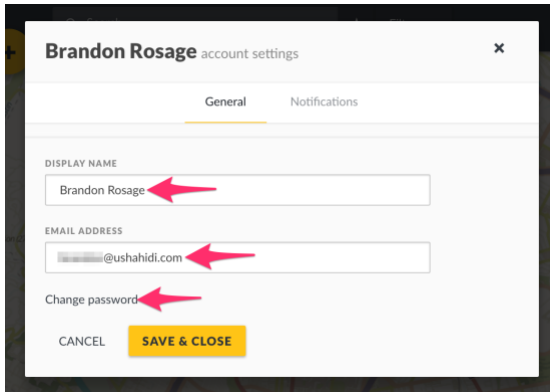 Brandon Rosage account settings
General Notifications
DISPLAY NAME
Brandon Rosage
EMAIL ADDRESS
@ushahidi.com
Change password
CANCEL SAVE & CLOSE